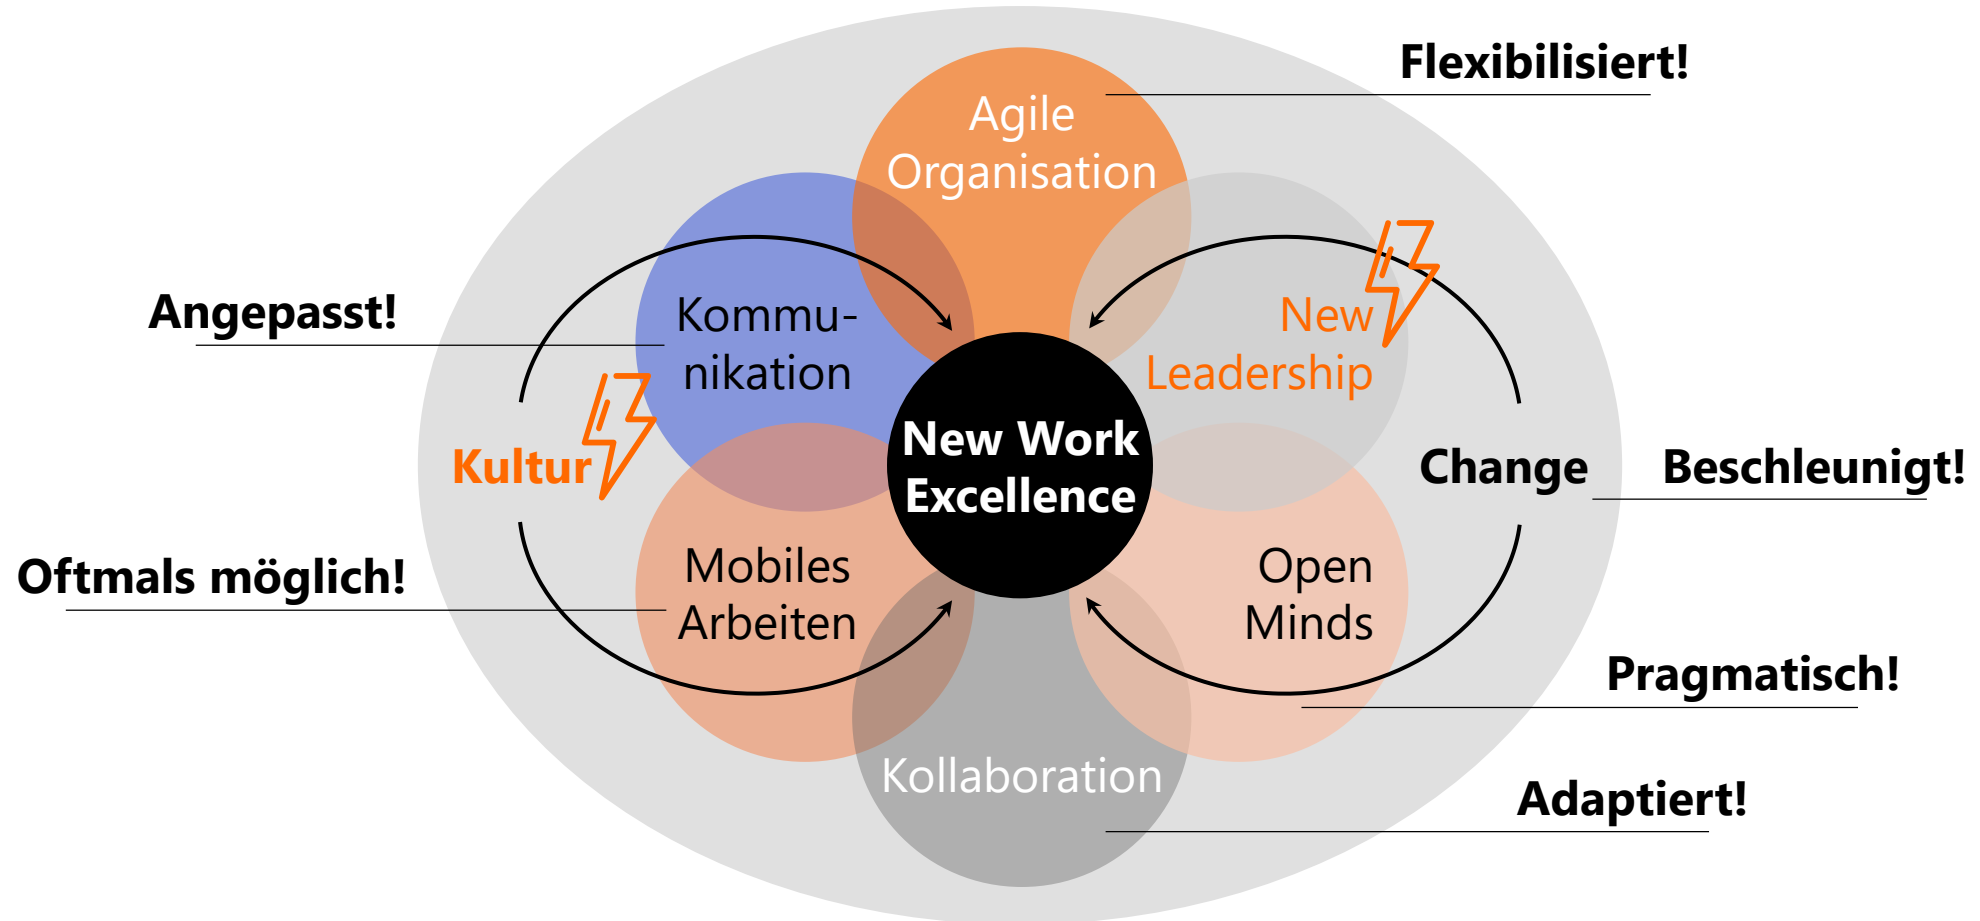 Flexibilisiert!
Agile
Organisation
Angepasst!
Kommu-
nikation
New
Leadership
Kultur
New Work
Excellence
Change
Beschleunigt!
Oftmals möglich!
Mobiles
Arbeiten
Open
Minds
Pragmatisch!
Kollaboration
Adaptiert!